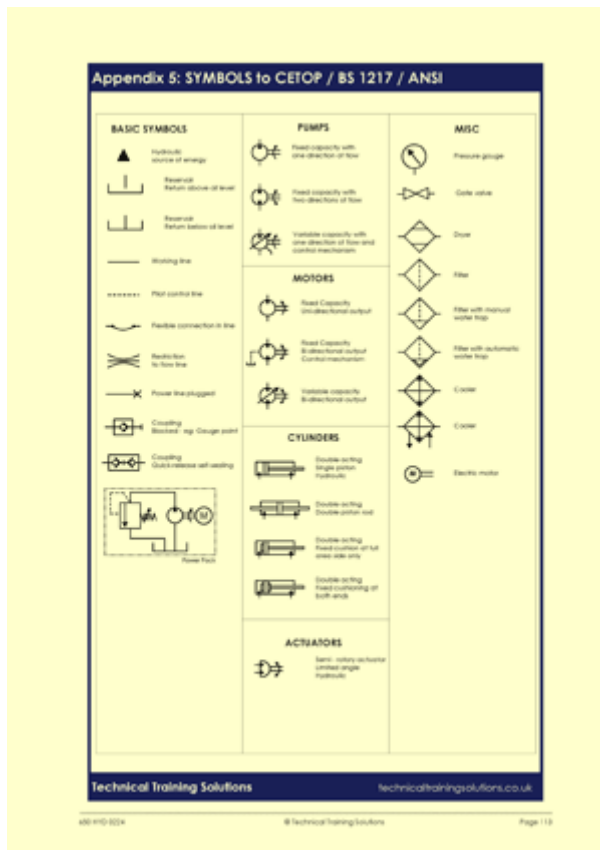 Appendix 5: SYMBOLS to CETOP / BS 1217 / ANSI
BASIC SYMBOLS
Hydraulic
source of energy
Reservoir
Return above oil level
Reservoir
Return below oil level
Working line
Pilot control line
Flexible connection in line
Restriction
to flow line
Power line plugged
Coupling
Blocked - eg: Gauge point
Coupling
Quick-release self-sealing
M
Power Pack
PUMPS
Fixed capacity with
one direction of flow
Fixed capacity with
Two directions of flow
Variable capacity with
one direction of flow and
control mechanism
MOTORS
Fixed Capacity
Uni-directional output
Fixed Capacity
Bi-directional output
Control mechanism
Variable capacity
Bi-directional output
CYLINDERS
Double acting
Single piston
Hydraulic
Double acting
Double piston rod
Double acting
Fixed cushion at full
area side only
Double acting
Fixed cushioning at
both ends
ACTUATORS
Semi - rotary actuator
Limited angle
Hydraulic
MISC
Pressure gauge
Gate valve
Dryer
Filter
Filter with manual
water trap
Filter with automatic
water trap
Cooler
Cooler
M
Electric motor
Technical Training Solutions
technicaltrainingsolutions.co.uk
© Technical Training Solutions
Page 113